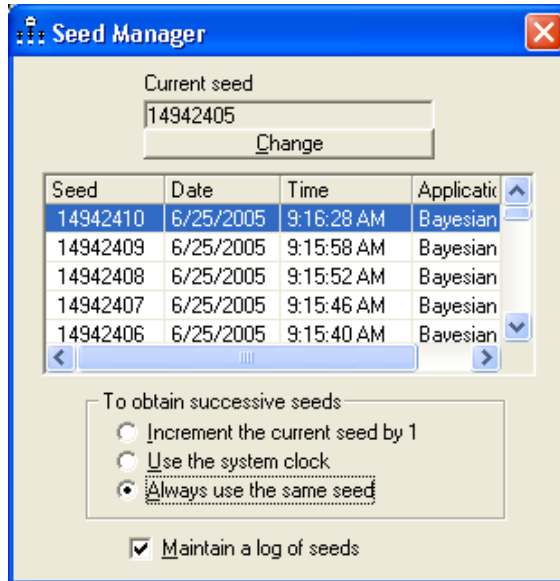 Seed Manager
Current seed
14942405
Change
Seed Date Time Applicatic
14942410 6/25/2005 9:16:28 AM Bayesian
14942409 6/25/2005 9:15:58 AM Bayesian
14942408 6/25/2005 9:15:52 AM Bayesian
14942407 6/25/2005 9:15:46 AM Bayesian
14942406 6/25/2005 9:15:40 AM Bayesian
To obtain successive seeds
Increment the current seed by 1
Use the system clock
Always use the same seed
Maintain a log of seeds